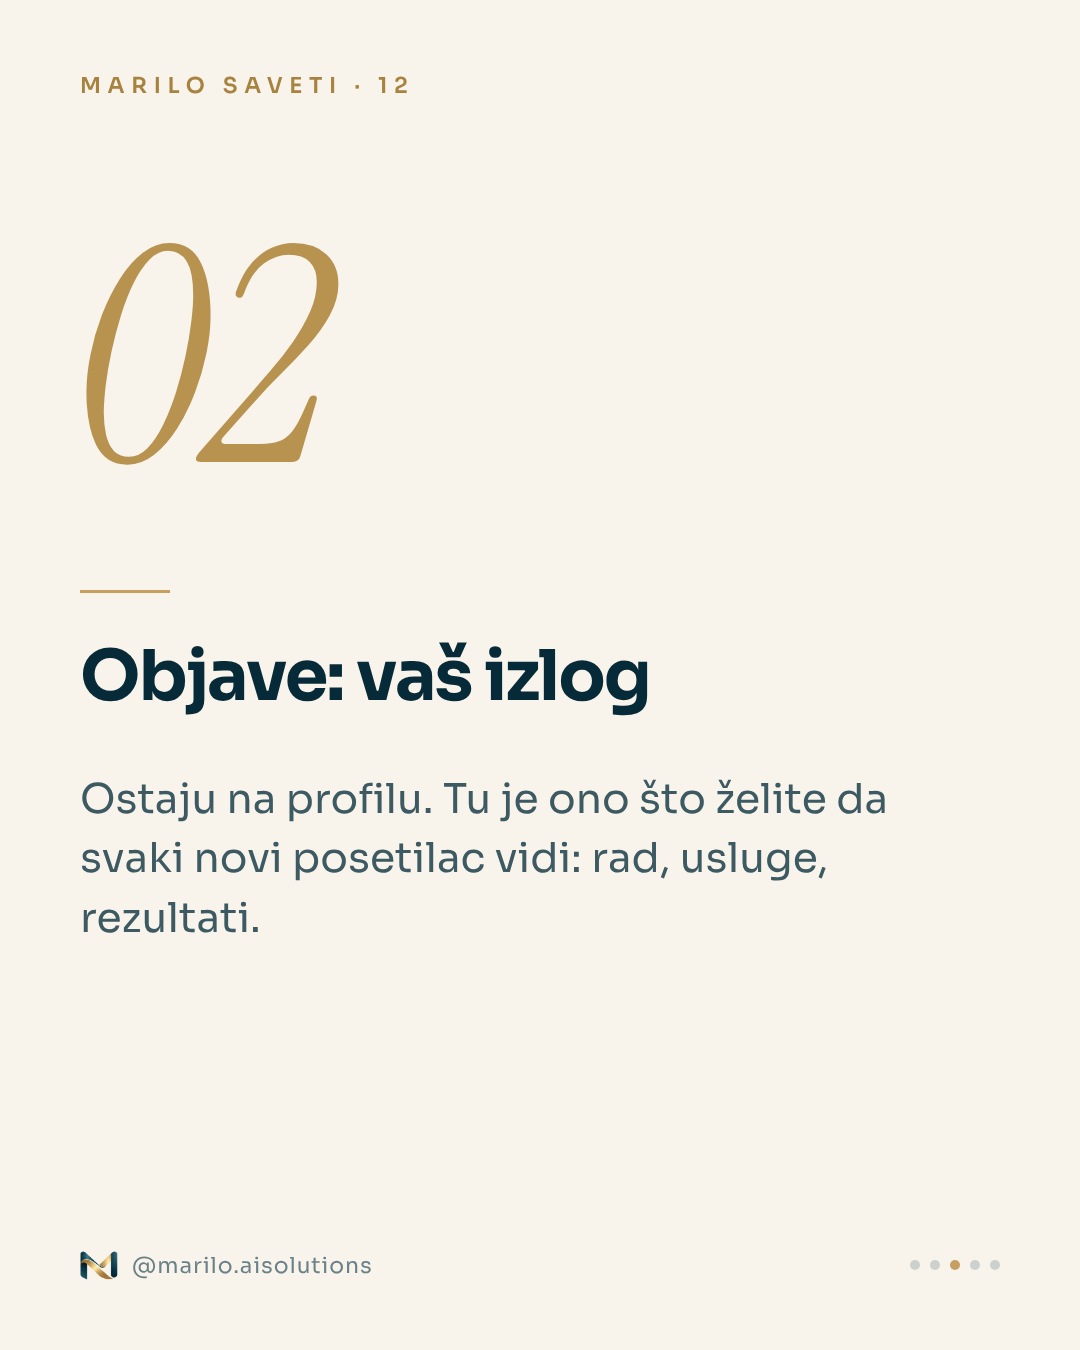 MARILO SAVETI · 12
02
Objave: vaš izlog
Ostaju na profilu. Tu je ono što želite da
svaki novi posetilac vidi: rad, usluge,
rezultati.
@marilo.aisolutions